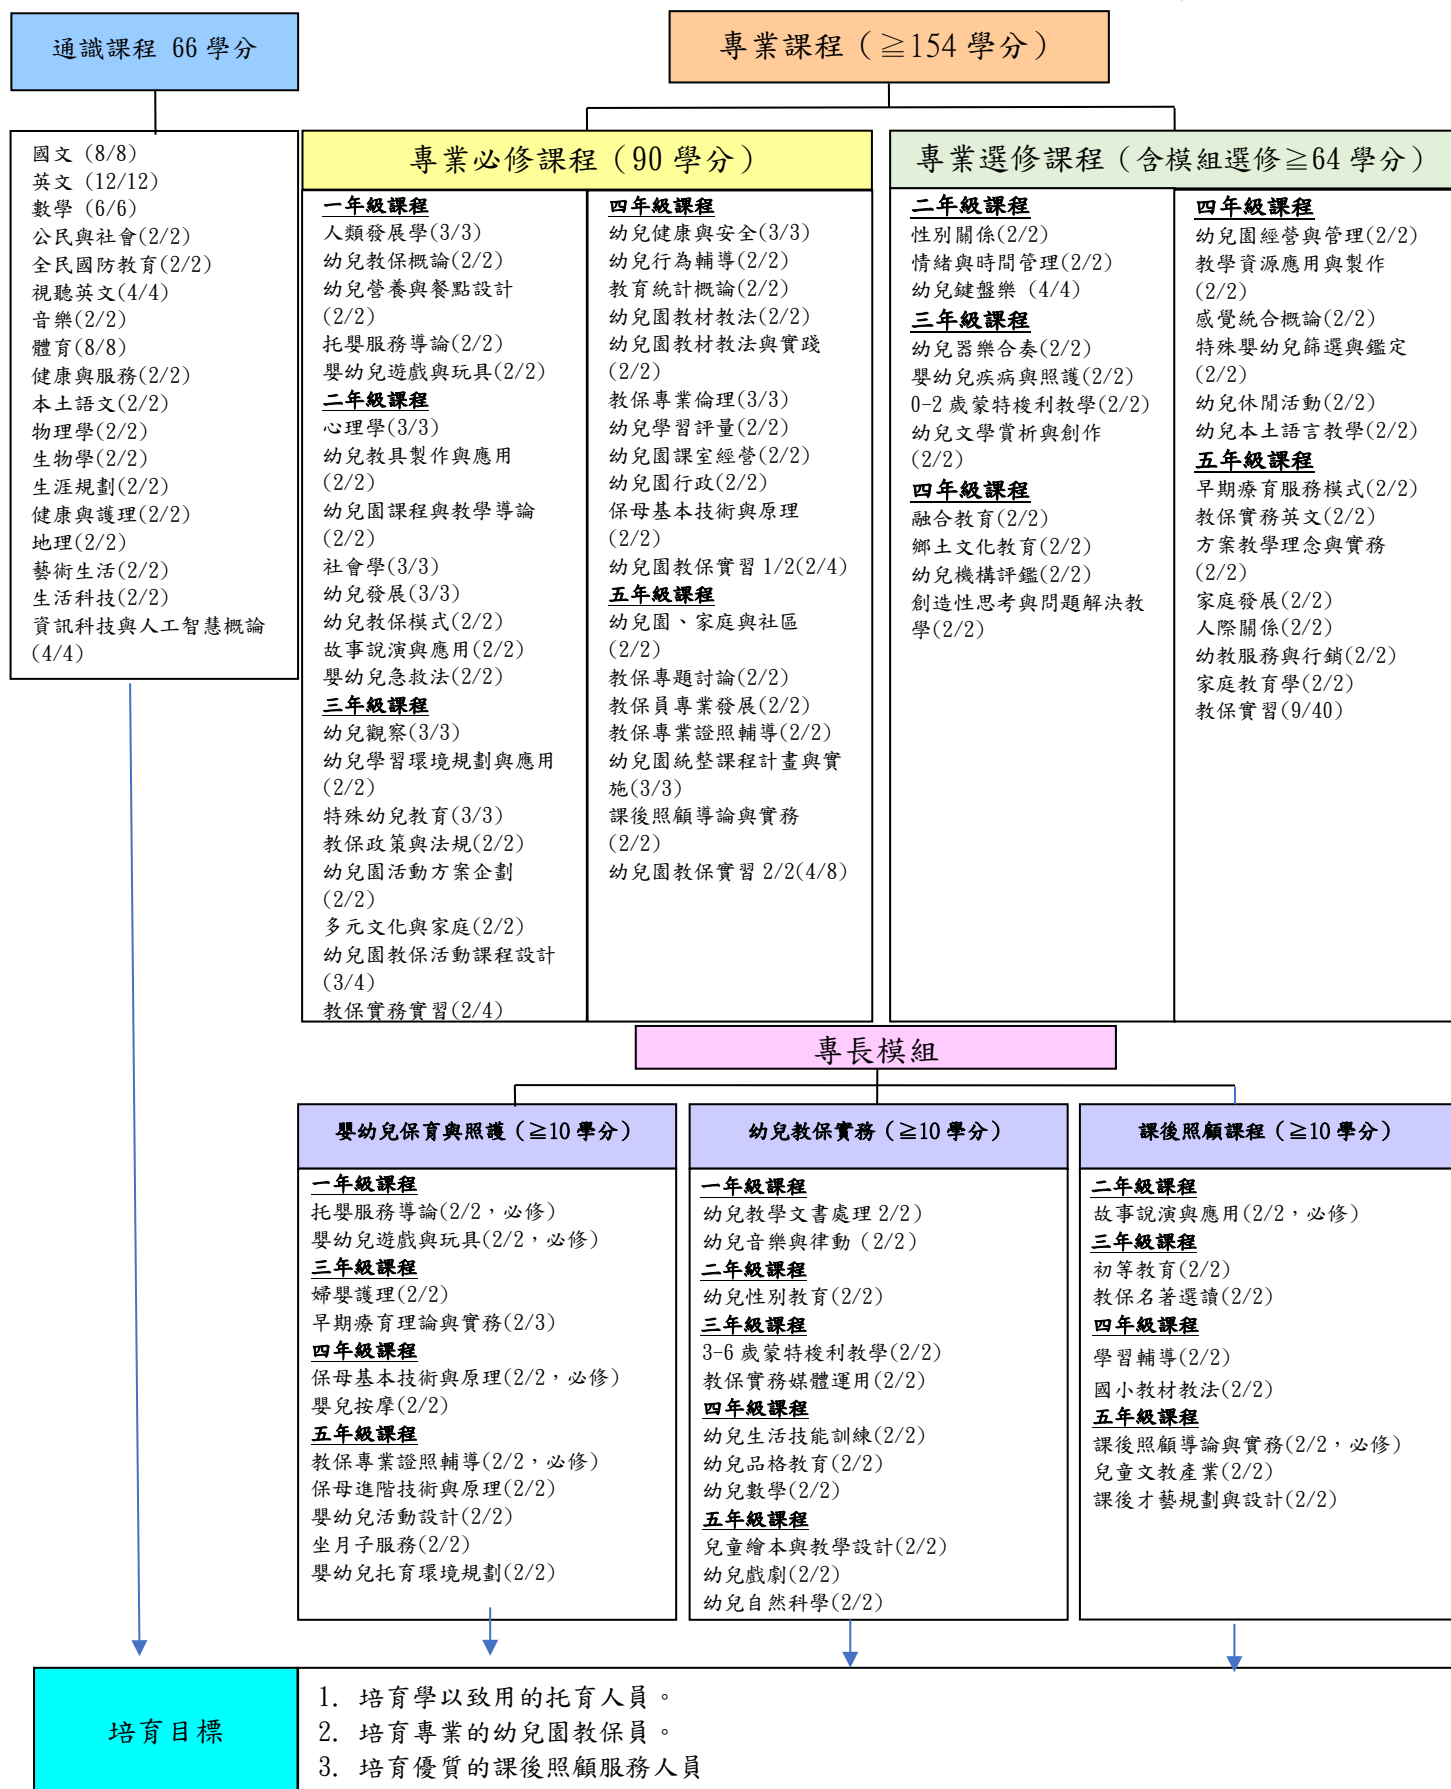 通識課程 66 學分
專業課程（≧154 學分）
國文 (8/8)
英文 (12/12)
數學 (6/6)
公民與社會(2/2)
全民國防教育(2/2)
視聽英文(4/4)
音樂(2/2)
體育(8/8)
健康與服務(2/2)
本土語文(2/2)
物理學(2/2)
生物學(2/2)
生涯規劃(2/2)
健康與護理(2/2)
地理(2/2)
藝術生活(2/2)
生活科技(2/2)
資訊科技與人工智慧概論
(4/4)
專業必修課程（90 學分）
一年級課程
人類發展學(3/3)
幼兒教保概論(2/2)
幼兒營養與餐點設計
(2/2)
托嬰服務導論(2/2)
嬰幼兒遊戲與玩具(2/2)
二年級課程
心理學(3/3)
幼兒教具製作與應用
(2/2)
幼兒園課程與教學導論
(2/2)
社會學(3/3)
幼兒發展(3/3)
幼兒教保模式(2/2)
故事說演與應用(2/2)
嬰幼兒急救法(2/2)
三年級課程
幼兒觀察(3/3)
幼兒學習環境規劃與應用
(2/2)
特殊幼兒教育(3/3)
教保政策與法規(2/2)
幼兒園活動方案企劃
(2/2)
多元文化與家庭(2/2)
幼兒園教保活動課程設計
(3/4)
教保實務實習(2/4)
四年級課程
幼兒健康與安全(3/3)
幼兒行為輔導(2/2)
教育統計概論(2/2)
幼兒園教材教法(2/2)
幼兒園教材教法與實踐
(2/2)
教保專業倫理(3/3)
幼兒學習評量(2/2)
幼兒園課室經營(2/2)
幼兒園行政(2/2)
保母基本技術與原理
(2/2)
幼兒園教保實習 1/2(2/4)
五年級課程
幼兒園、家庭與社區
(2/2)
教保專題討論(2/2)
教保員專業發展(2/2)
教保專業證照輔導(2/2)
幼兒園統整課程計畫與實
施(3/3)
課後照顧導論與實務
(2/2)
幼兒園教保實習 2/2(4/8)
專業選修課程（含模組選修≧64 學分）
二年級課程
性別關係(2/2)
情緒與時間管理(2/2)
幼兒鍵盤樂 (4/4)
三年級課程
幼兒器樂合奏(2/2)
嬰幼兒疾病與照護(2/2)
0-2 歲蒙特梭利教學(2/2)
幼兒文學賞析與創作
(2/2)
四年級課程
融合教育(2/2)
鄉土文化教育(2/2)
幼兒機構評鑑(2/2)
創造性思考與問題解決教
學(2/2)
四年級課程
幼兒園經營與管理(2/2)
教學資源應用與製作
(2/2)
感覺統合概論(2/2)
特殊嬰幼兒篩選與鑑定
(2/2)
幼兒休閒活動(2/2)
幼兒本土語言教學(2/2)
五年級課程
早期療育服務模式(2/2)
教保實務英文(2/2)
方案教學理念與實務
(2/2)
家庭發展(2/2)
人際關係(2/2)
幼教服務與行銷(2/2)
家庭教育學(2/2)
教保實習(9/40)
專長模組
嬰幼兒保育與照護（≧10 學分）
一年級課程
托嬰服務導論(2/2，必修)
嬰幼兒遊戲與玩具(2/2，必修)
三年級課程
婦嬰護理(2/2)
早期療育理論與實務(2/3)
四年級課程
保母基本技術與原理(2/2，必修)
嬰兒按摩(2/2)
五年級課程
教保專業證照輔導(2/2，必修)
保母進階技術與原理(2/2)
嬰幼兒活動設計(2/2)
坐月子服務(2/2)
嬰幼兒托育環境規劃(2/2)
幼兒教保實務（≧10 學分）
一年級課程
幼兒教學文書處理 2/2)
幼兒音樂與律動 (2/2)
二年級課程
幼兒性別教育(2/2)
三年級課程
3-6 歲蒙特梭利教學(2/2)
教保實務媒體運用(2/2)
四年級課程
幼兒生活技能訓練(2/2)
幼兒品格教育(2/2)
幼兒數學(2/2)
五年級課程
兒童繪本與教學設計(2/2)
幼兒戲劇(2/2)
幼兒自然科學(2/2)
課後照顧課程（≧10 學分）
二年級課程
故事說演與應用(2/2，必修)
三年級課程
初等教育(2/2)
教保名著選讀(2/2)
四年級課程
學習輔導(2/2)
國小教材教法(2/2)
五年級課程
課後照顧導論與實務(2/2，必修)
兒童文教產業(2/2)
課後才藝規劃與設計(2/2)
培育目標
1. 培育學以致用的托育人員。
2. 培育專業的幼兒園教保員。
3. 培育優質的課後照顧服務人員